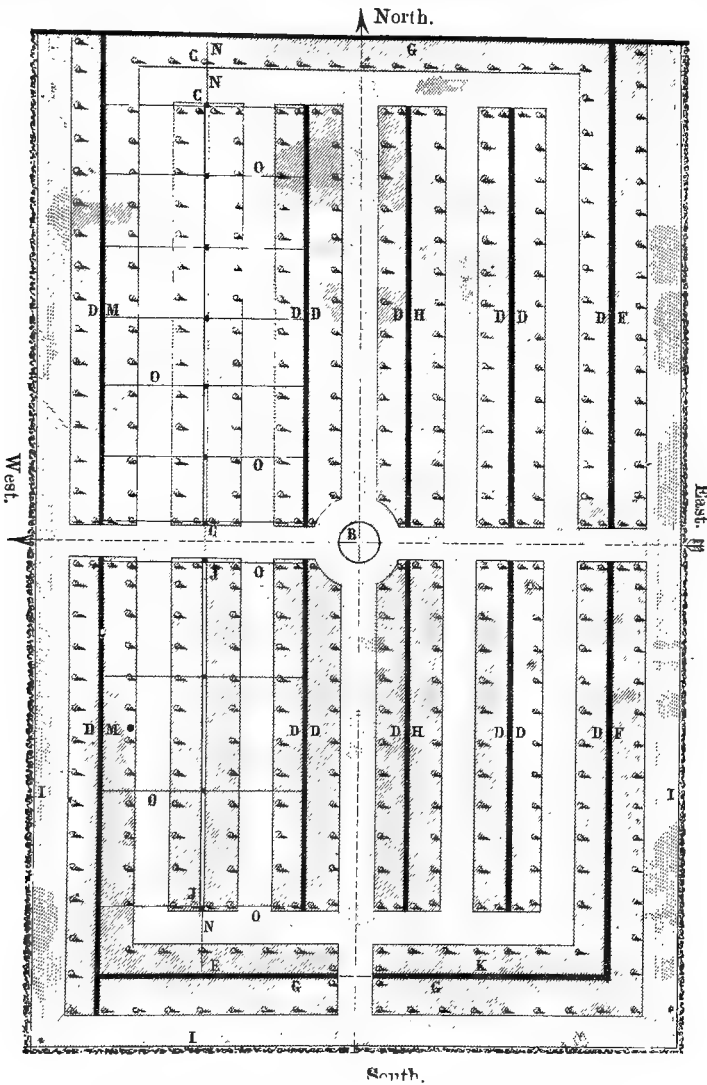 North.
C N G
N
C
O
D M D D D H D D D F
O
O
West.
East.
C
B
J O
D M D D D H D D D F
I I
O
J O
N
E K
G G
I
South.